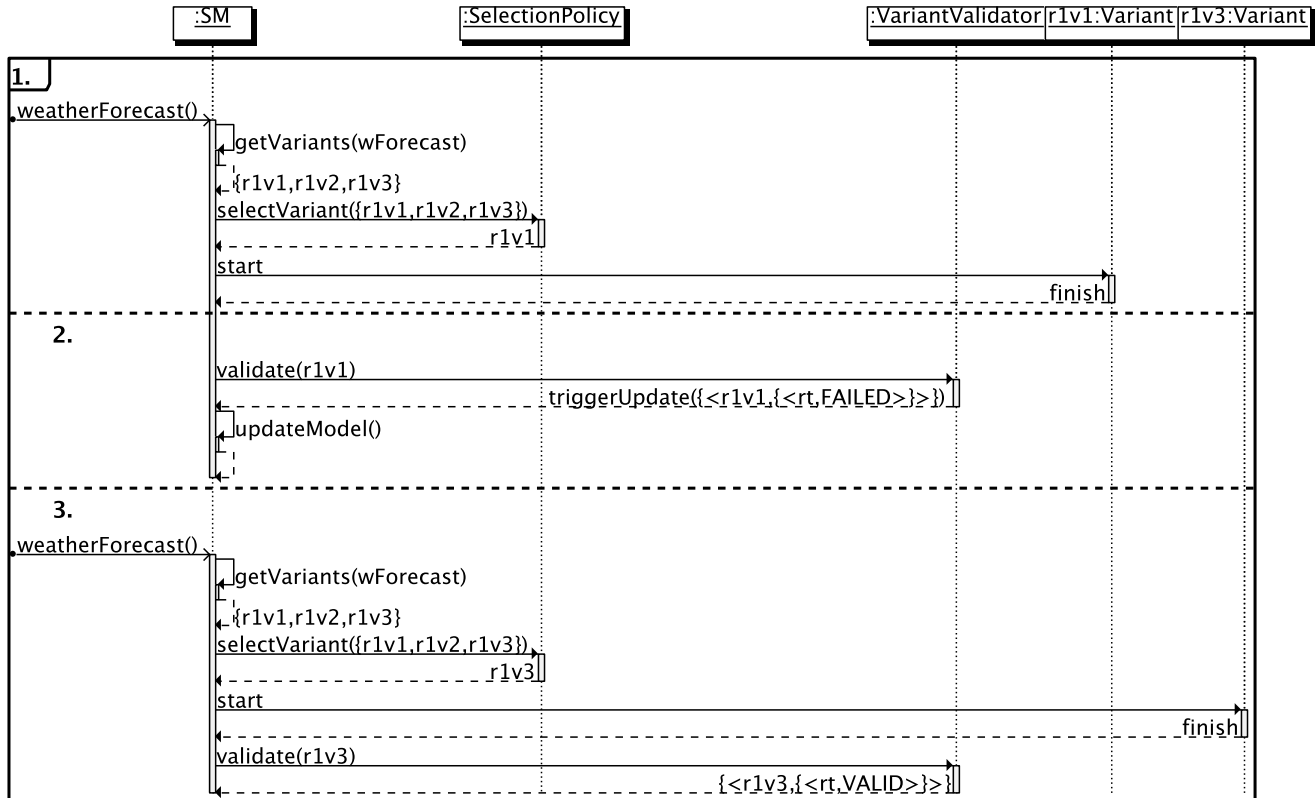 :SM
:SelectionPolicy
:VariantValidator
r1v1:Variant
r1v3:Variant
1.
weatherForecast()
getVariants(wForecast)
{r1v1,r1v2,r1v3}
selectVariant({r1v1,r1v2,r1v3})
r1v1
start
finish
2.
validate(r1v1)
triggerUpdate({<r1v1,{<rt,FAILED>}>})
updateModel()
3.
weatherForecast()
getVariants(wForecast)
{r1v1,r1v2,r1v3}
selectVariant({r1v1,r1v2,r1v3})
r1v3
start
finish
validate(r1v3)
{<r1v3,{<rt,VALID>}>}